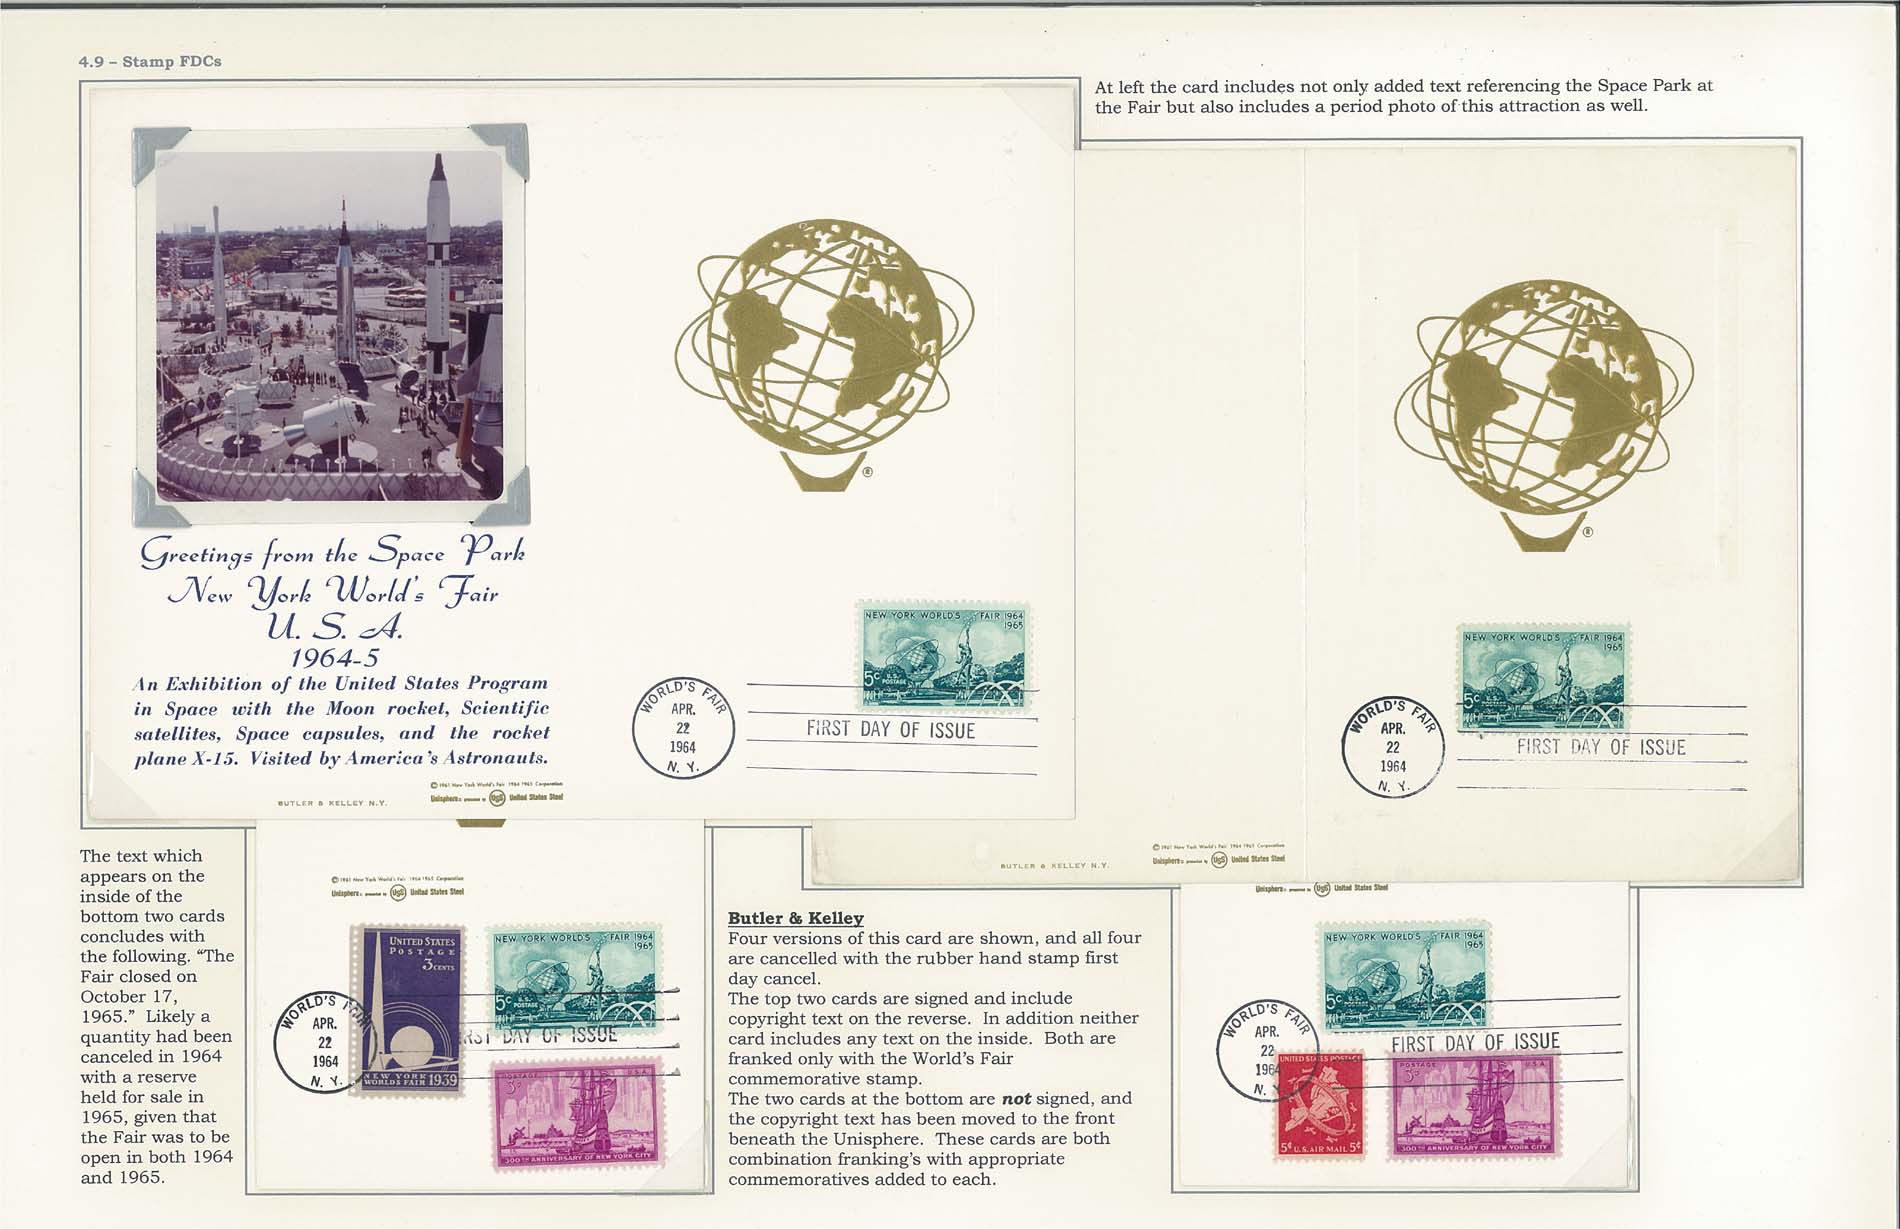 4.9 – Stamp FDCs
At left the card includes not only added text referencing the Space Park at
the Fair but also includes a period photo of this attraction as well.
®
Greetings from the Space Park
New York World's Fair
U. S. A.
1964-5
An Exhibition of the United States Program
in Space with the Moon rocket, Scientific
satellites, Space capsules, and the rocket
plane X-15. Visited by America's Astronauts.
BUTLER & KELLEY N.Y.
© 1961 New York World's Fair 1964 1965 Corporation
Unisphere® presented by USS United States Steel
NEW YORK WORLD'S FAIR 1964
1965
5c U.S. POSTAGE
WORLD'S FAIR
APR.
22
1964
N. Y.
FIRST DAY OF ISSUE
®
NEW YORK WORLD'S FAIR 1964
1965
5c U.S. POSTAGE
WORLD'S FAIR
APR.
22
1964
N. Y.
FIRST DAY OF ISSUE
BUTLER & KELLEY N.Y.
© 1961 New York World's Fair 1964 1965 Corporation
Unisphere® presented by USS United States Steel
The text which
appears on the
inside of the
bottom two cards
concludes with
the following. “The
Fair closed on
October 17,
1965.” Likely a
quantity had been
canceled in 1964
with a reserve
held for sale in
1965, given that
the Fair was to be
open in both 1964
and 1965.
© 1961 New York World's Fair 1964 1965 Corporation
Unisphere® presented by USS United States Steel
UNITED STATES
POSTAGE
3 CENTS
NEW YORK
WORLD'S FAIR 1939
NEW YORK WORLD'S FAIR 1964
1965
5c U.S. POSTAGE
WORLD'S FAIR
APR.
22
1964
N. Y.
FIRST DAY OF ISSUE
POSTAGE U.S.A.
3c
300TH ANNIVERSARY OF NEW YORK CITY
Butler & Kelley
Four versions of this card are shown, and all four
are cancelled with the rubber hand stamp first
day cancel.
The top two cards are signed and include
copyright text on the reverse. In addition neither
card includes any text on the inside. Both are
franked only with the World's Fair
commemorative stamp.
The two cards at the bottom are not signed, and
the copyright text has been moved to the front
beneath the Unisphere. These cards are both
combination franking's with appropriate
commemoratives added to each.
Unisphere® presented by USS United States Steel
NEW YORK WORLD'S FAIR 1964
1965
5c U.S. POSTAGE
WORLD'S FAIR
APR.
22
1964
N. Y.
FIRST DAY OF ISSUE
UNITED STATES POSTAGE
5¢ U.S. AIR MAIL 5¢
POSTAGE U.S.A.
3c
300TH ANNIVERSARY OF NEW YORK CITY